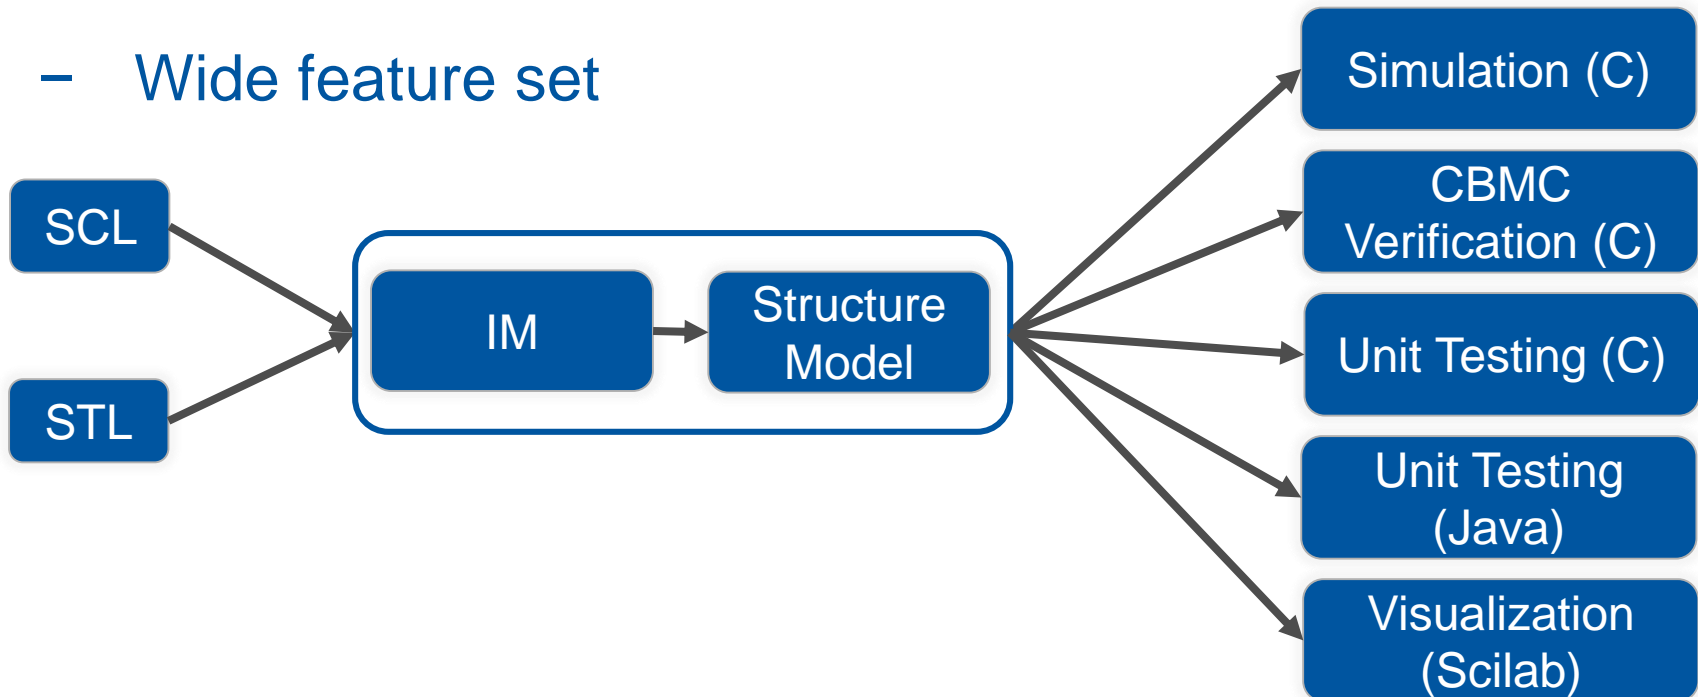 – Wide feature set
SCL
STL
IM
Structure
Model
Simulation (C)
CBMC
Verification (C)
Unit Testing (C)
Unit Testing
(Java)
Visualization
(Scilab)